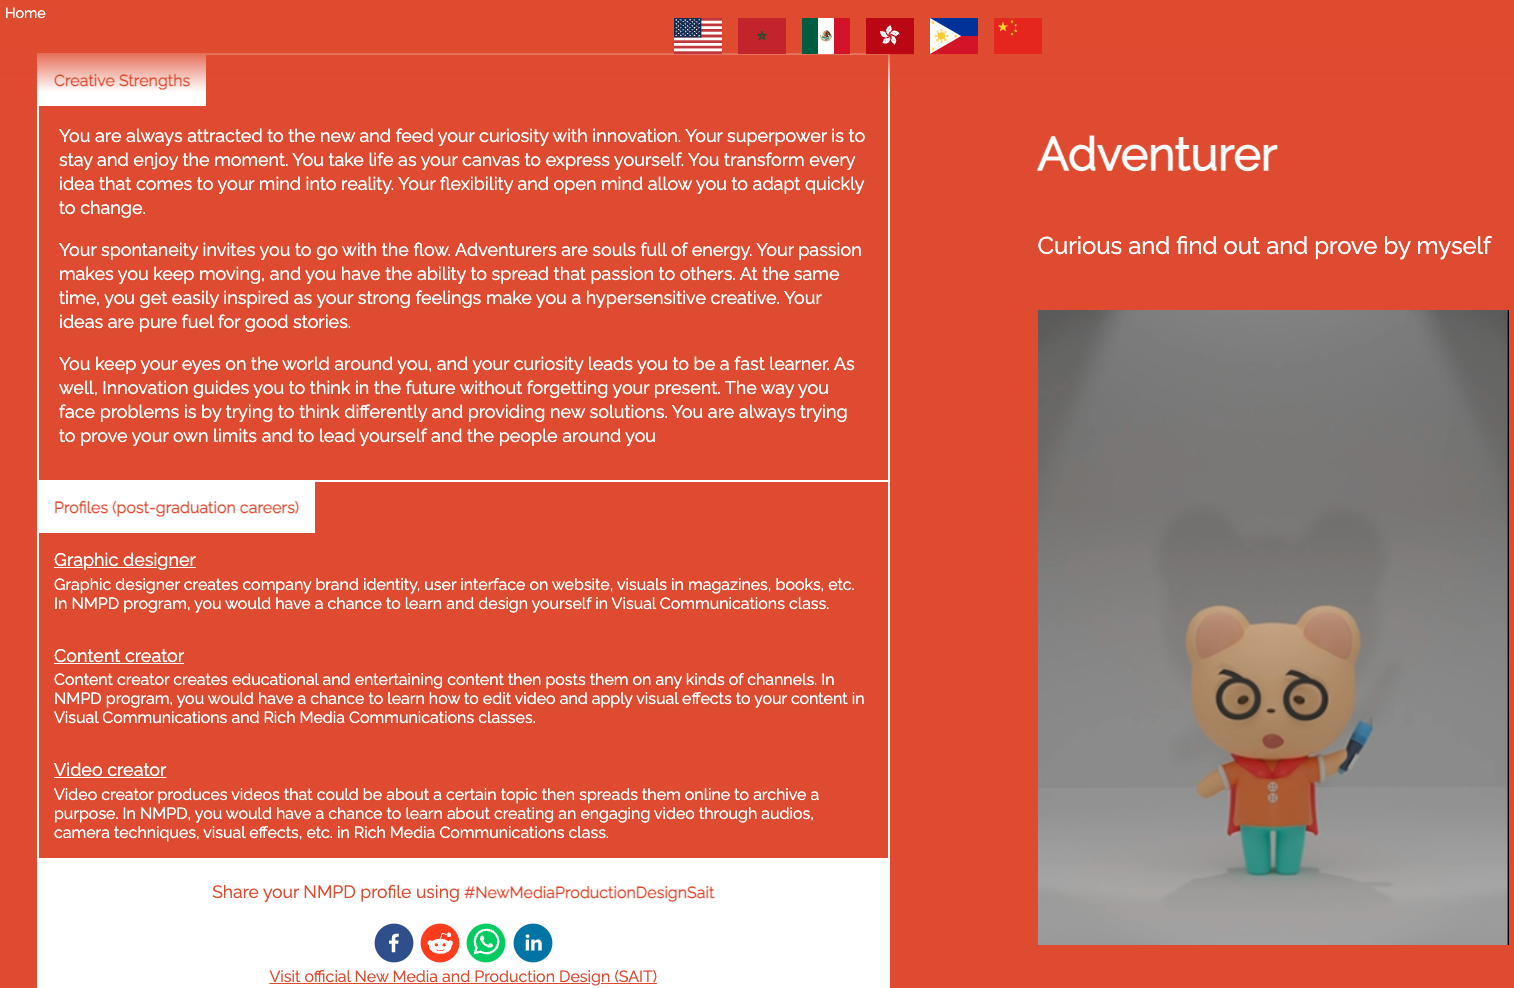 Home
Creative Strengths
You are always attracted to the new and feed your curiosity with innovation. Your superpower is to
stay and enjoy the moment. You take life as your canvas to express yourself. You transform every
idea that comes to your mind into reality. Your flexibility and open mind allow you to adapt quickly
to change.
Your spontaneity invites you to go with the flow. Adventurers are souls full of energy. Your passion
makes you keep moving, and you have the ability to spread that passion to others. At the same
time, you get easily inspired as your strong feelings make you a hypersensitive creative. Your
ideas are pure fuel for good stories.
You keep your eyes on the world around you, and your curiosity leads you to be a fast learner. As
well, Innovation guides you to think in the future without forgetting your present. The way you
face problems is by trying to think differently and providing new solutions. You are always trying
to prove your own limits and to lead yourself and the people around you
Profiles (post-graduation careers)
Graphic designer
Graphic designer creates company brand identity, user interface on website, visuals in magazines, books, etc.
In NMPD program, you would have a chance to learn and design yourself in Visual Communications class.
Content creator
Content creator creates educational and entertaining content then posts them on any kinds of channels. In
NMPD program, you would have a chance to learn how to edit video and apply visual effects to your content in
Visual Communications and Rich Media Communications classes.
Video creator
Video creator produces videos that could be about a certain topic then spreads them online to archive a
purpose. In NMPD, you would have a chance to learn about creating an engaging video through audios,
camera techniques, visual effects, etc. in Rich Media Communications class.
Share your NMPD profile using #NewMediaProductionDesignSait
Visit official New Media and Production Design (SAIT)
Adventurer
Curious and find out and prove by myself